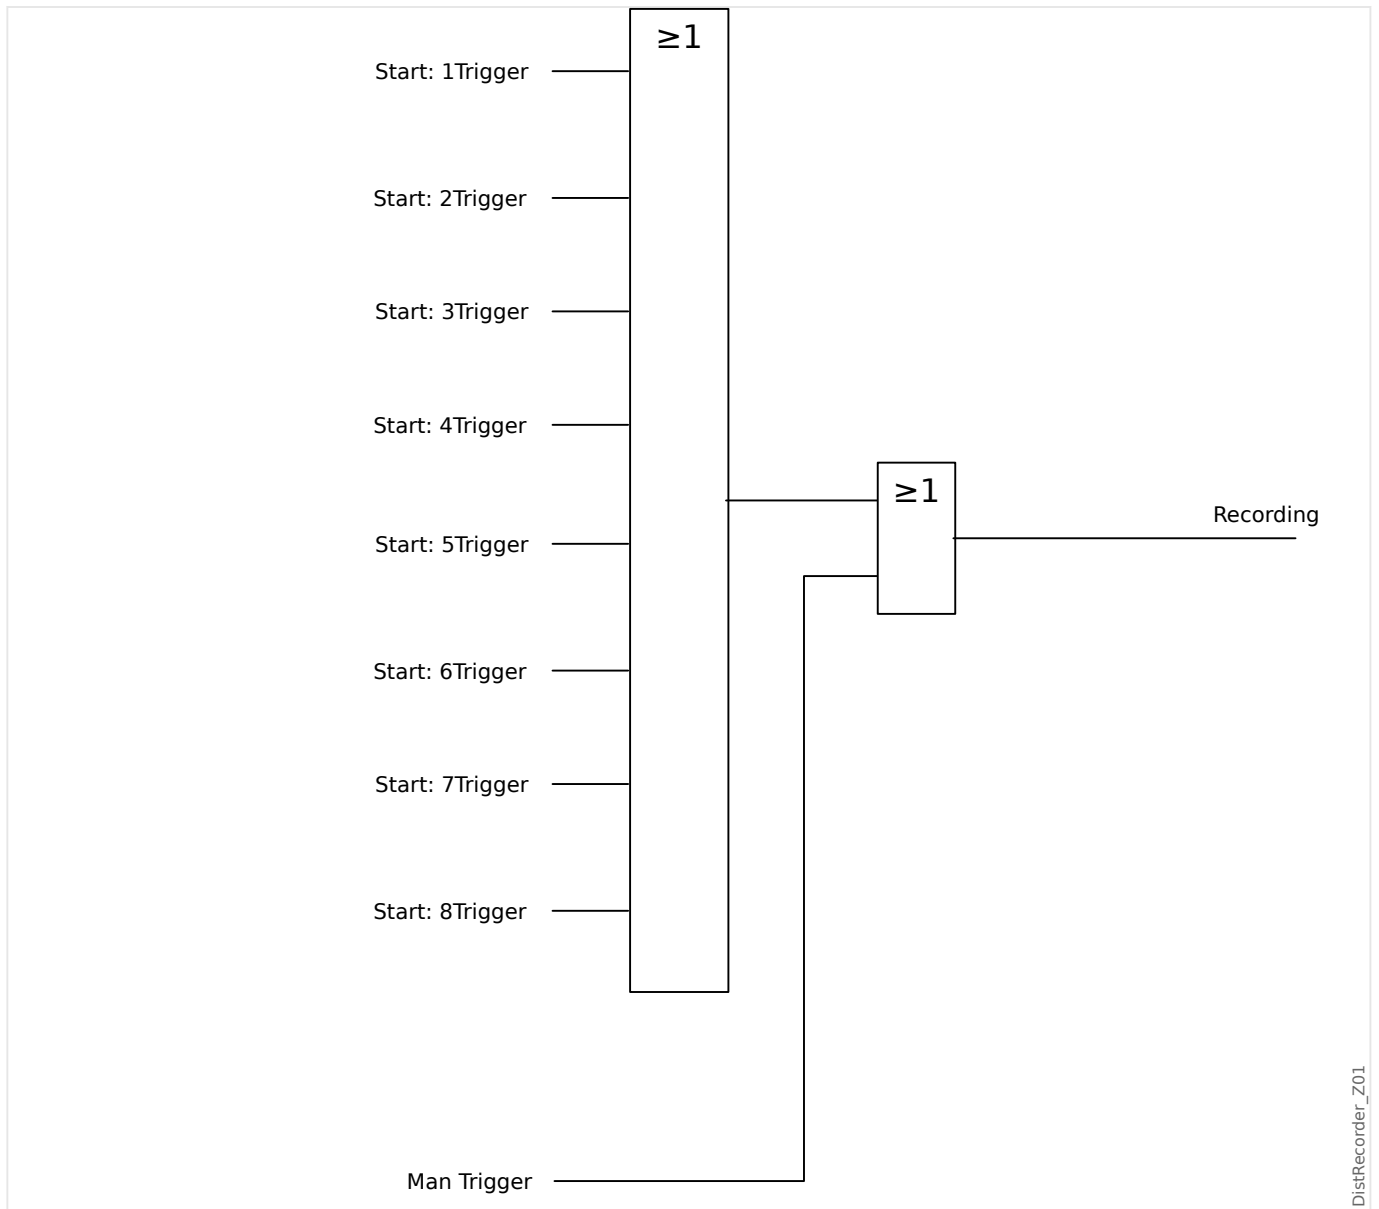 ≥1
Start: 1Trigger
Start: 2Trigger
Start: 3Trigger
Start: 4Trigger
≥1
Recording
Start: 5Trigger
Start: 6Trigger
Start: 7Trigger
Start: 8Trigger
Man Trigger
DistRecorder_Z01